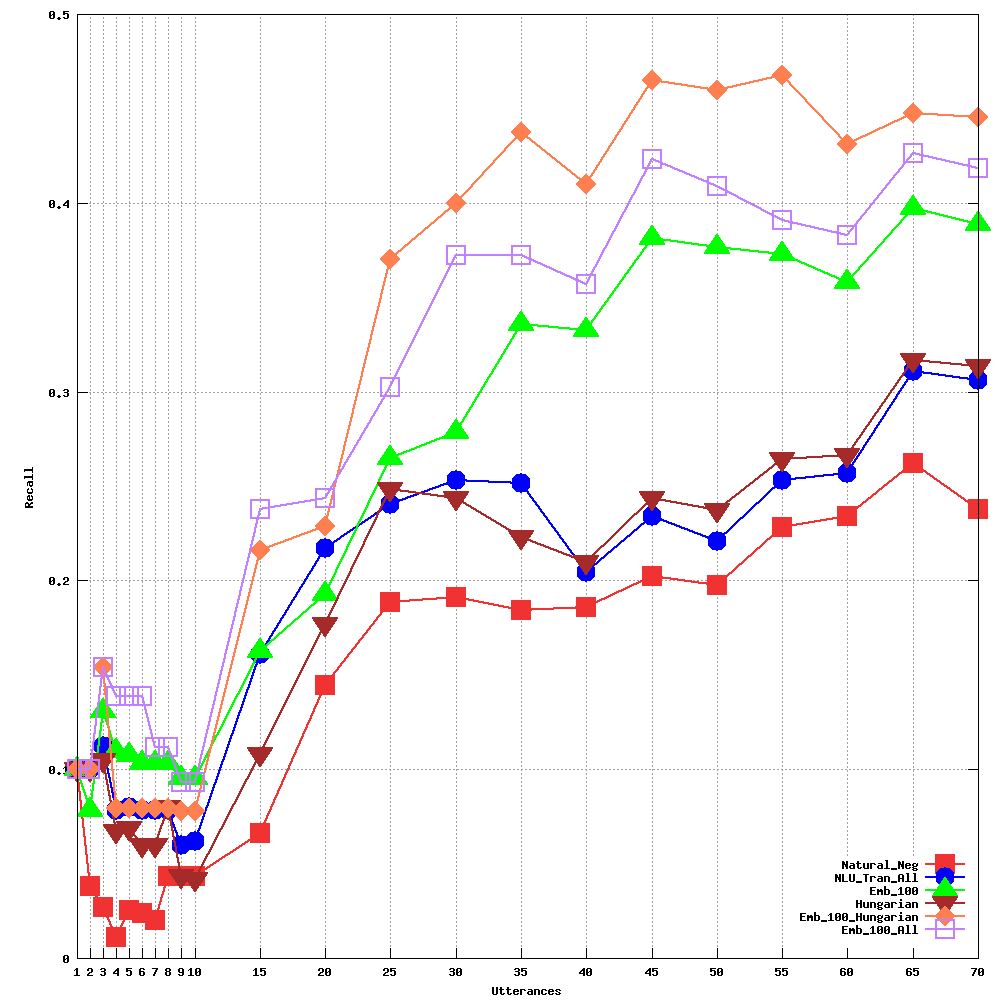 0.5
0.4
0.3
0.2
0.1
0
Recall
1 2 3 4 5 6 7 8 9 10 15 20 25 30 35 40 45 50 55 60 65 70
Utterances
Natural_Neg
NLU_Tran_All
Emb_100
Hungarian
Emb_100_Hungarian
Emb_100_All